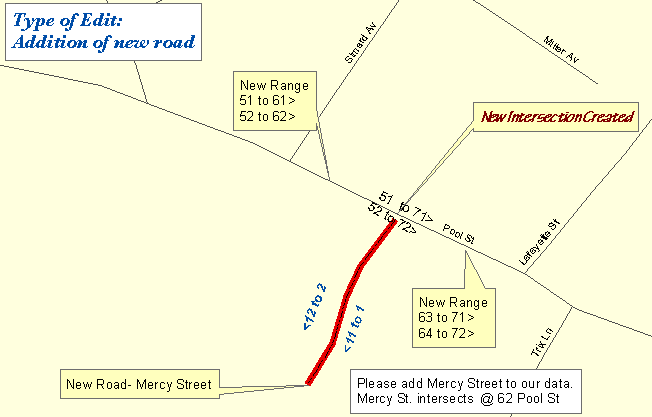 Type of Edit:
Addition of new road
Simard Av
Miller Av
New Range
51 to 61>
52 to 62>
New Intersection Created
51 to 71>
52 to 72>
Pool St
Lafayette St
<12 to 2
<11 to 1
New Range
63 to 71>
64 to 72>
Trix Ln
New Road- Mercy Street
Please add Mercy Street to our data.
Mercy St. intersects @ 62 Pool St